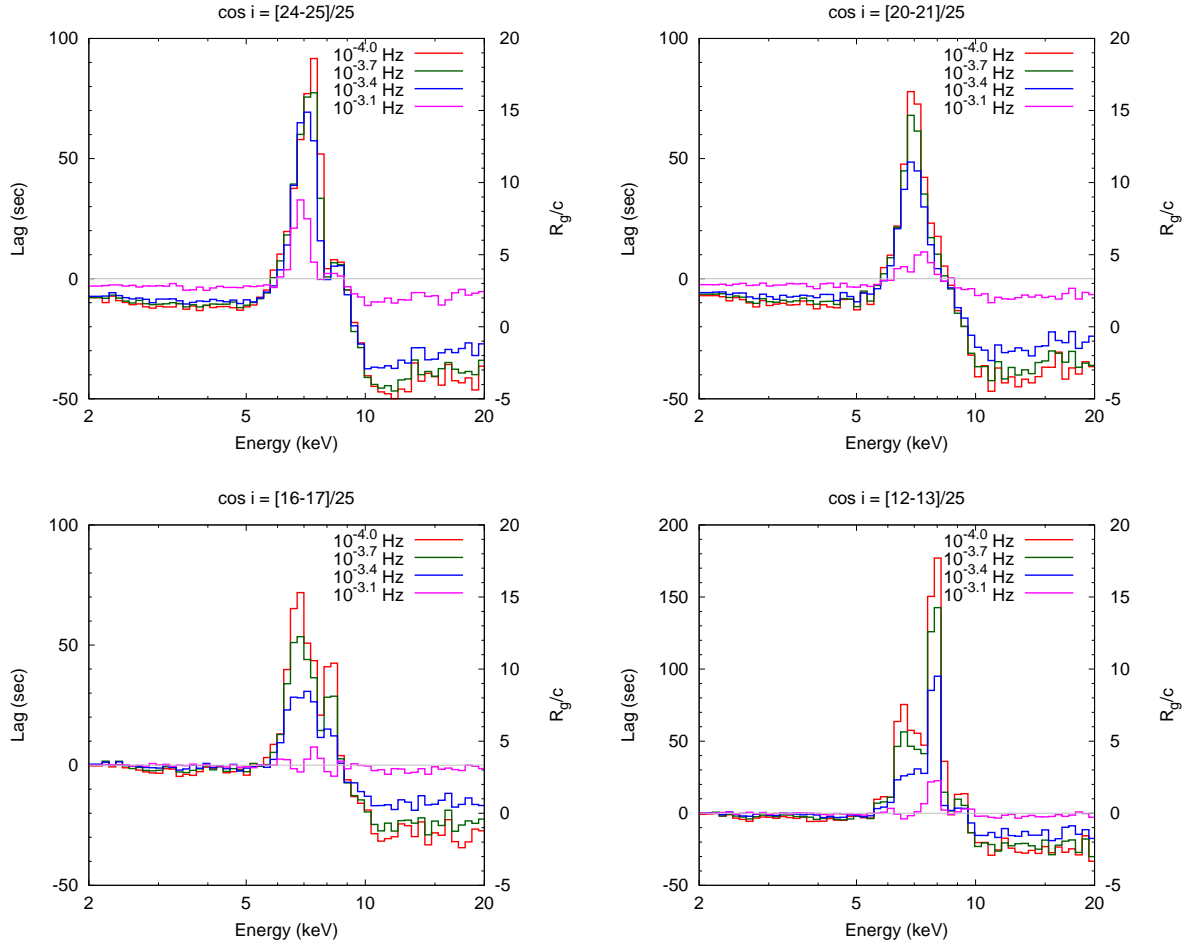 cos i = [24-25]/25
100
50
0
-50
20
15
10
5
0
-5
2
5
10
20
Lag (sec)
R_g/c
Energy (keV)
10^-4.0 Hz
10^-3.7 Hz
10^-3.4 Hz
10^-3.1 Hz
cos i = [20-21]/25
100
50
0
-50
20
15
10
5
0
-5
2
5
10
20
Lag (sec)
R_g/c
Energy (keV)
10^-4.0 Hz
10^-3.7 Hz
10^-3.4 Hz
10^-3.1 Hz
cos i = [16-17]/25
100
50
0
-50
20
15
10
5
0
-5
2
5
10
20
Lag (sec)
R_g/c
Energy (keV)
10^-4.0 Hz
10^-3.7 Hz
10^-3.4 Hz
10^-3.1 Hz
cos i = [12-13]/25
200
150
100
50
0
-50
20
15
10
5
0
-5
2
5
10
20
Lag (sec)
R_g/c
Energy (keV)
10^-4.0 Hz
10^-3.7 Hz
10^-3.4 Hz
10^-3.1 Hz